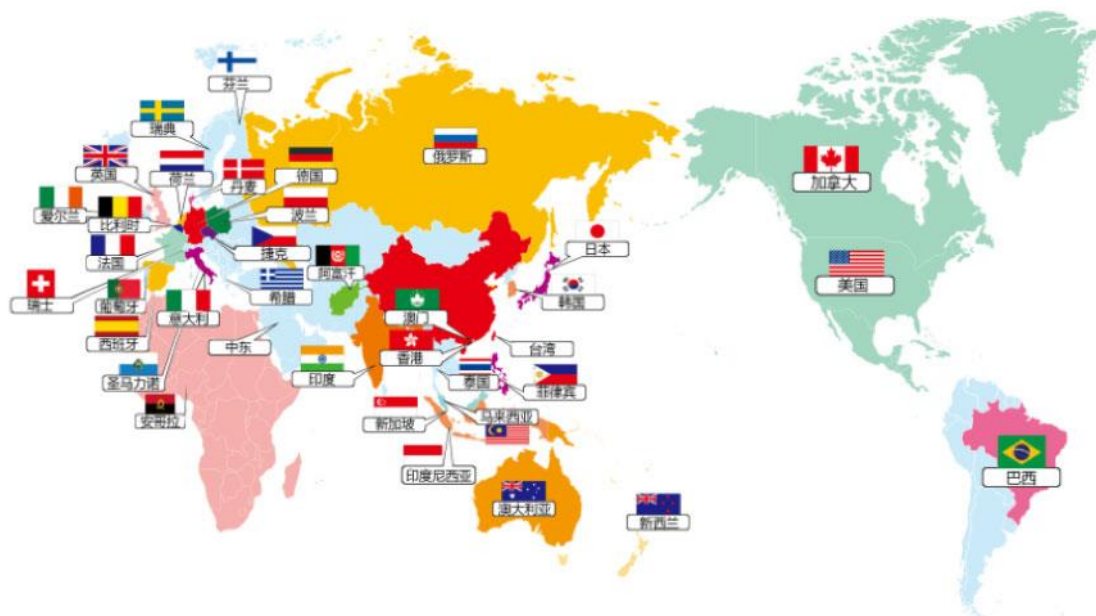 芬兰
瑞典
俄罗斯
英国
荷兰
丹麦
德国
加拿大
爱尔兰
比利时
波兰
法国
捷克
日本
阿富汗
美国
瑞士
葡萄牙
希腊
韩国
意大利
澳门
西班牙
中东
香港
台湾
圣马力诺
印度
泰国
菲律宾
安哥拉
新加坡
马来西亚
印度尼西亚
巴西
澳大利亚
新西兰